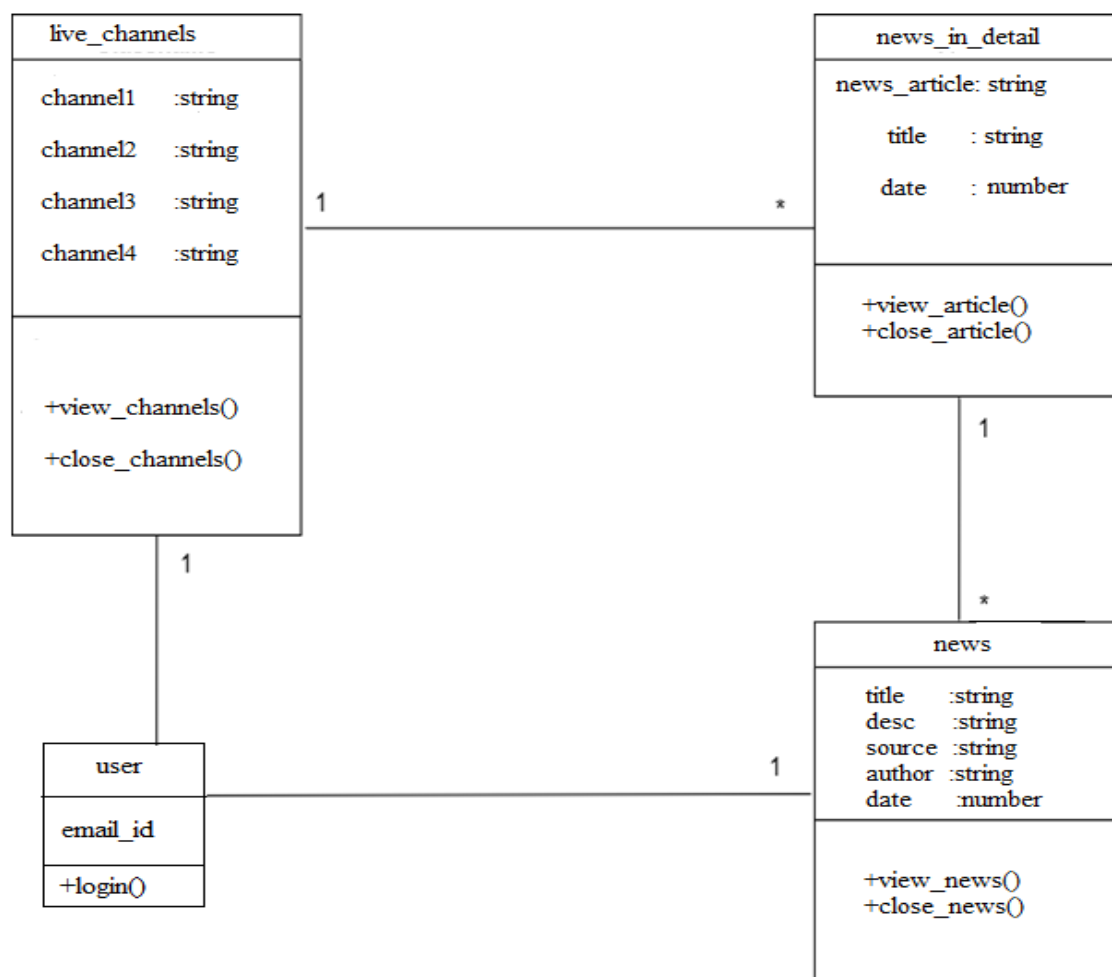 live_channels
channel1 :string
channel2 :string
channel3 :string
channel4 :string
+view_channels()
+close_channels()
1
*
news_in_detail
news_article: string
title : string
date : number
+view_article()
+close_article()
1
*
1
user
email_id
+login()
1
news
title :string
desc :string
source :string
author :string
date :number
+view_news()
+close_news()